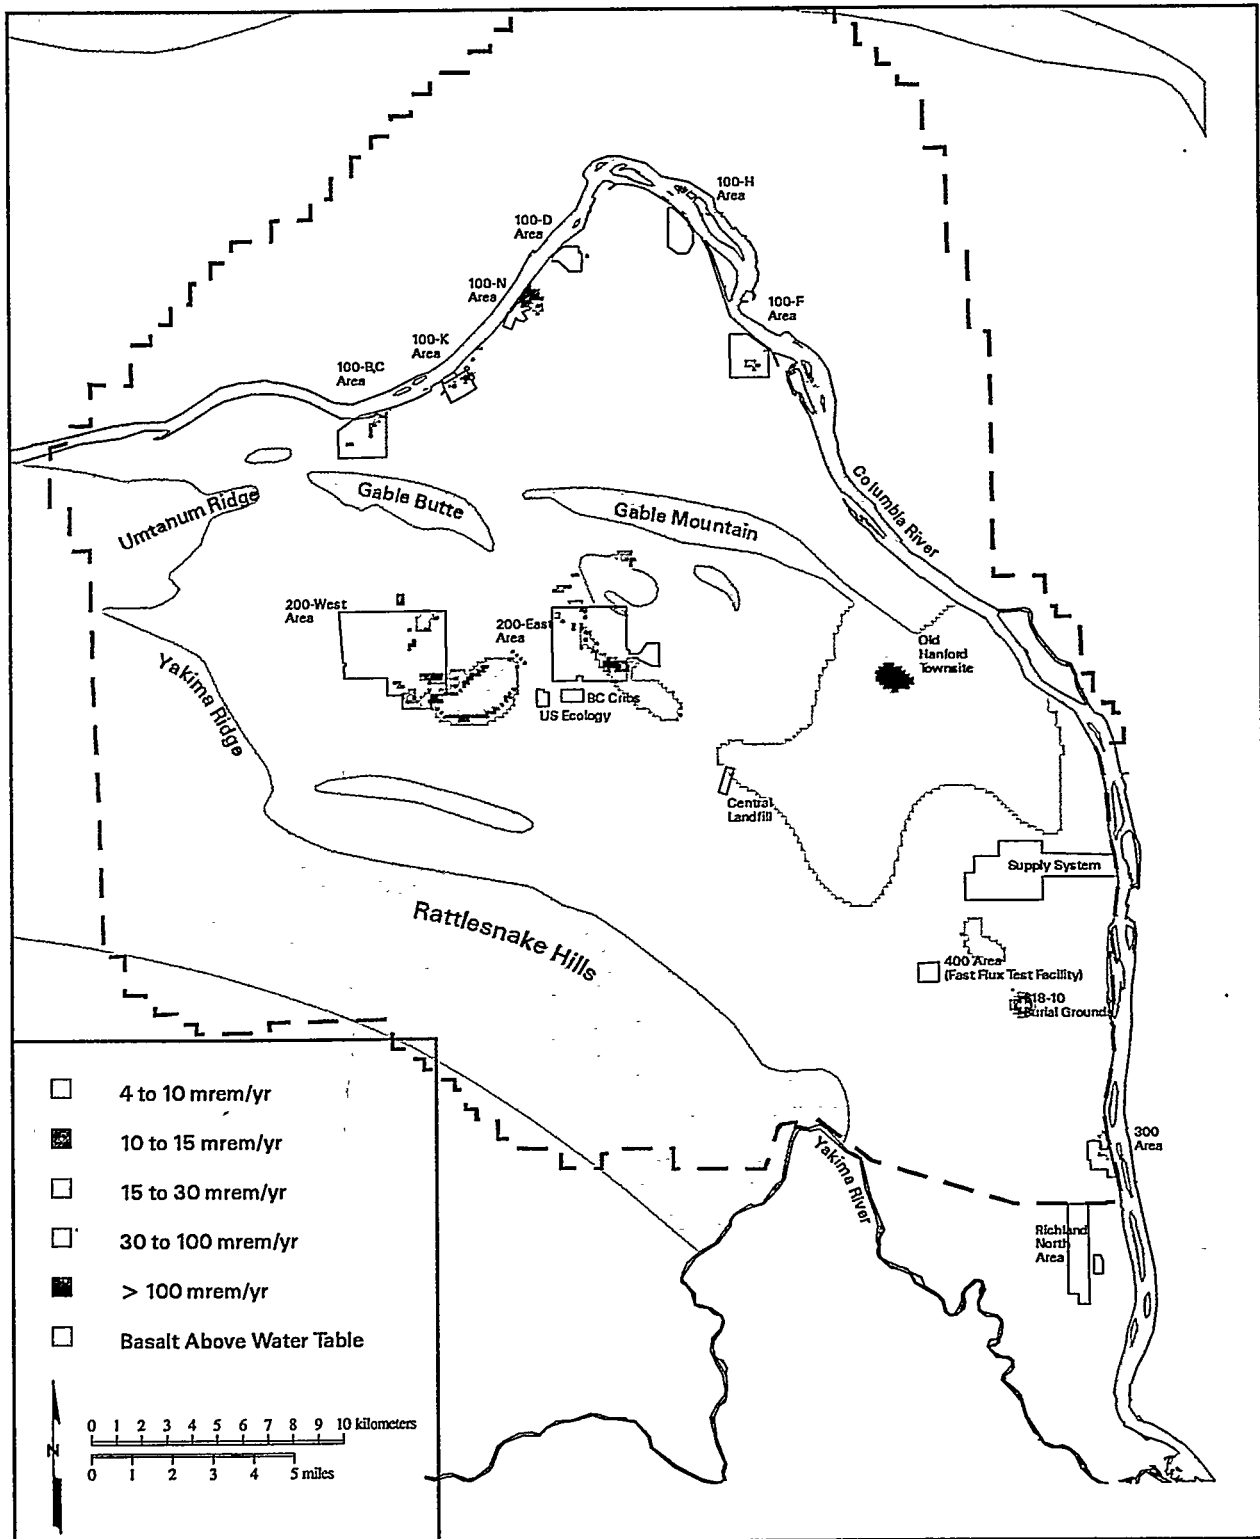 100-H
Area
100-D
Area
100-N
Area
100-F
Area
100-K
Area
100-B,C
Area
Columbia River
Umtanum Ridge
Gable Butte
Gable Mountain
200-West
Area
200-East
Area
Old
Hanford
Townsite
Yakima Ridge
BC Cribs
US Ecology
Central
Landfill
Supply System
Rattlesnake Hills
400 Area
(Fast Flux Test Facility)
618-10
Burial Grounds
300
Area
Yakima River
Richland
North
Area
4 to 10 mrem/yr
10 to 15 mrem/yr
15 to 30 mrem/yr
30 to 100 mrem/yr
> 100 mrem/yr
Basalt Above Water Table
N
0 1 2 3 4 5 6 7 8 9 10 kilometers
0 1 2 3 4 5 miles